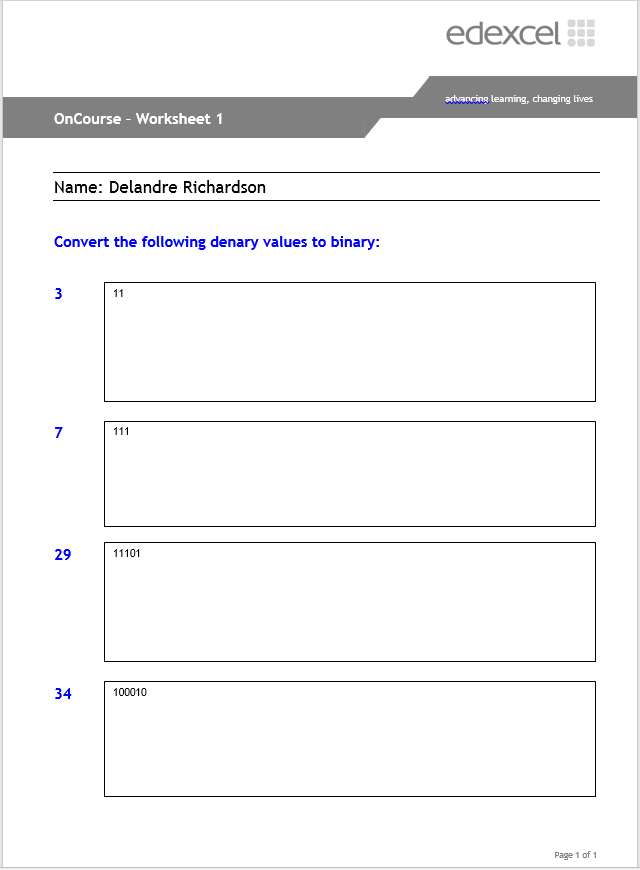 edexcel
advancing learning, changing lives
OnCourse – Worksheet 1
Name: Delandre Richardson
Convert the following denary values to binary:
3
11
7
111
29
11101
34
100010
Page 1 of 1